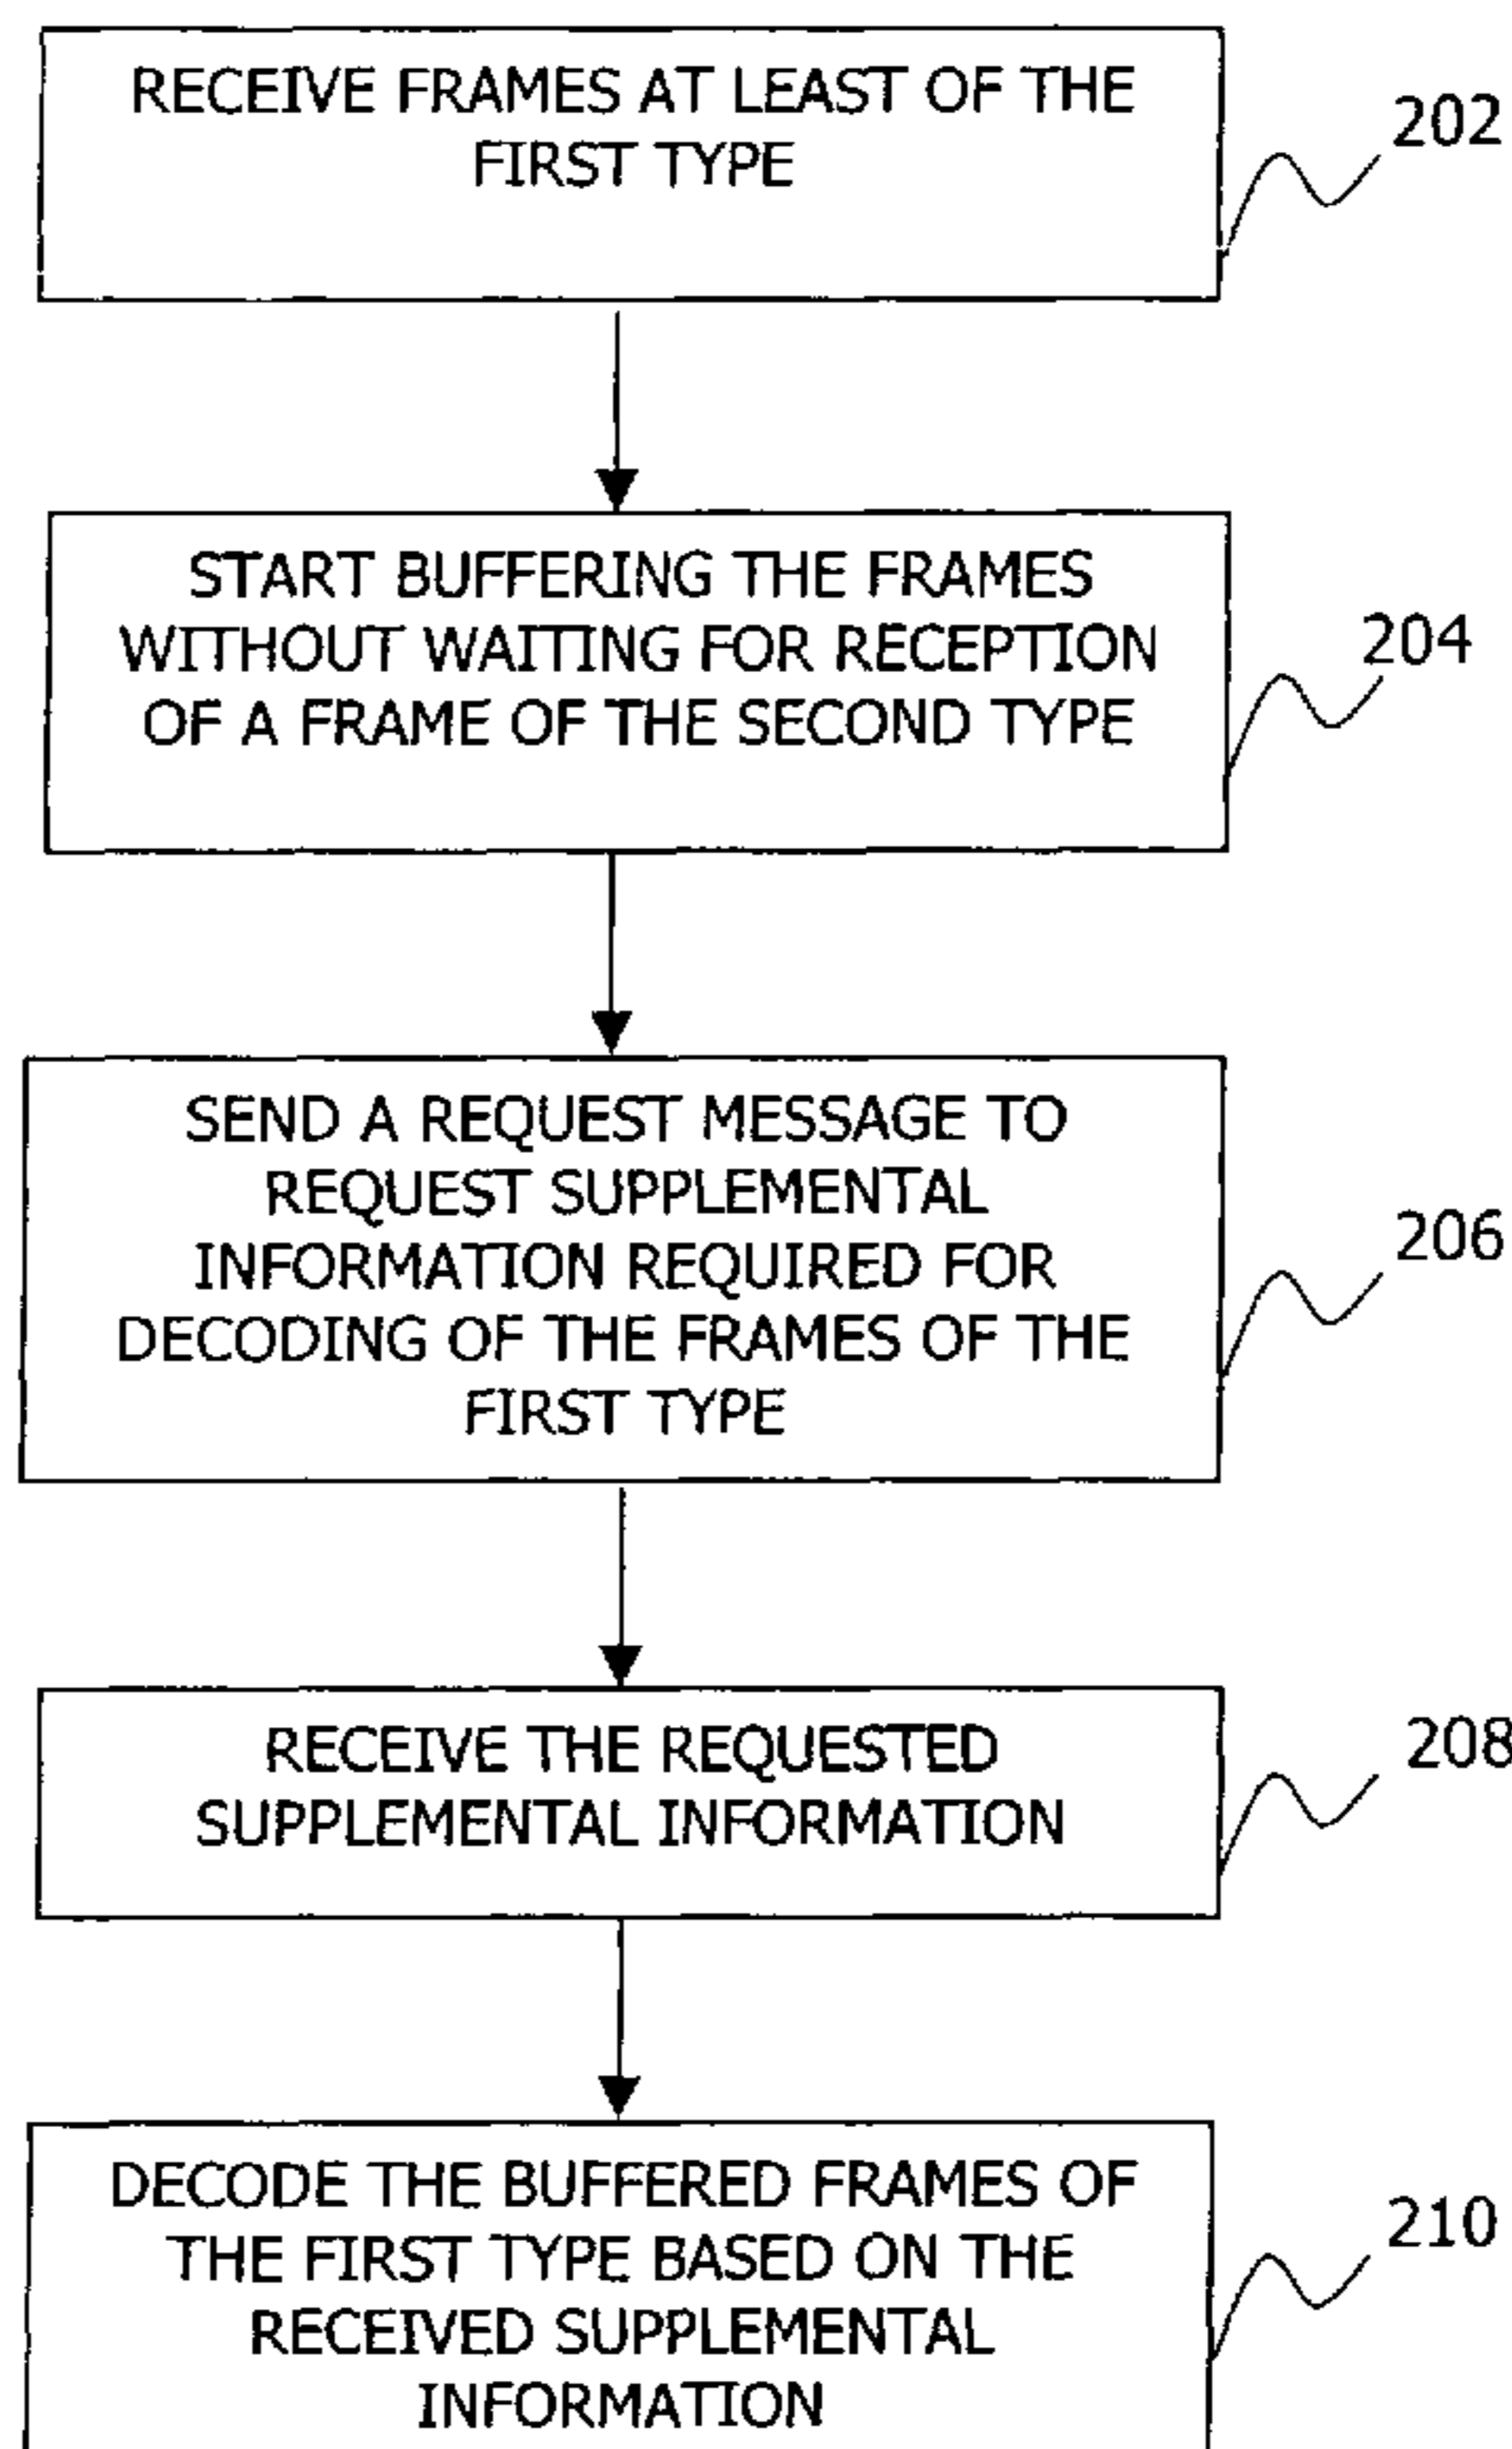 RECEIVE FRAMES AT LEAST OF THE
FIRST TYPE
202
START BUFFERING THE FRAMES
WITHOUT WAITING FOR RECEPTION
OF A FRAME OF THE SECOND TYPE
204
SEND A REQUEST MESSAGE TO
REQUEST SUPPLEMENTAL
INFORMATION REQUIRED FOR
DECODING OF THE FRAMES OF THE
FIRST TYPE
206
RECEIVE THE REQUESTED
SUPPLEMENTAL INFORMATION
208
DECODE THE BUFFERED FRAMES OF
THE FIRST TYPE BASED ON THE
RECEIVED SUPPLEMENTAL
INFORMATION
210